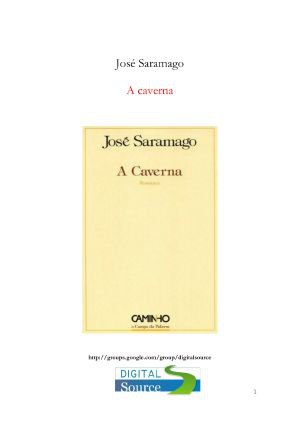 José Saramago
A caverna
José Saramago
A Caverna
Romance
CAMINHO
o Campo da Palavra
http://groups.google.com/group/digitalsource
DIGITAL
Source
1